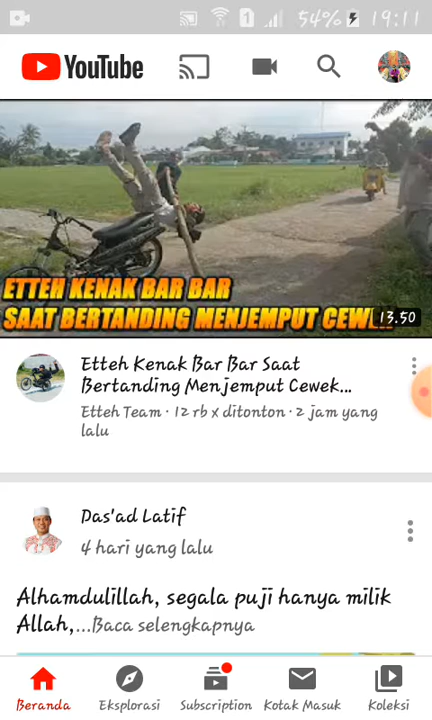 1 54% 19:11
YouTube
ETTEH KENAK BAR BAR
SAAT BERTANDING MENJEMPUT CEW...
13.50
Etteh Kenak Bar Bar Saat
Bertanding Menjemput Cewek...
Etteh Team · 12 rb x ditonton · 2 jam yang
lalu
Das'ad Latif
4 hari yang lalu
Alhamdulillah, segala puji hanya milik
Allah,...Baca selengkapnya
Beranda Eksplorasi Subscription Kotak Masuk Koleksi